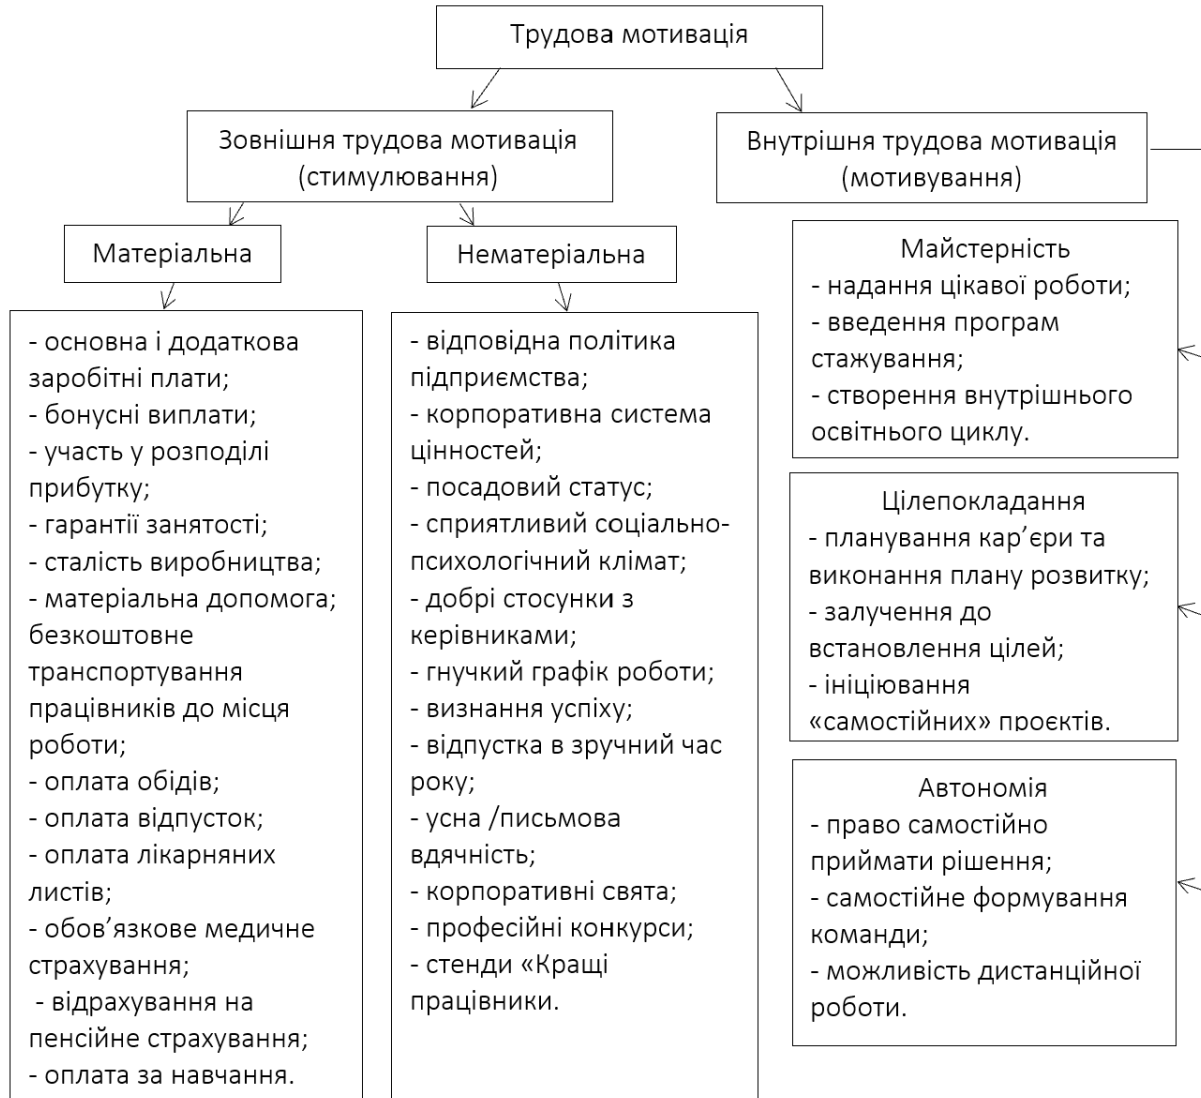 Трудова мотивація
Зовнішня трудова мотивація
(стимулювання)
Внутрішня трудова мотивація
(мотивування)
Матеріальна
Нематеріальна
- основна і додаткова
заробітні плати;
- бонусні виплати;
- участь у розподілі
прибутку;
- гарантії занятості;
- сталість виробництва;
- матеріальна допомога;
безкоштовне
транспортування
працівників до місця
роботи;
- оплата обідів;
- оплата відпусток;
- оплата лікарняних
листів;
- обов’язкове медичне
страхування;
- відрахування на
пенсійне страхування;
- оплата за навчання.
- відповідна політика
підприємства;
- корпоративна система
цінностей;
- посадовий статус;
- сприятливий соціально-
психологічний клімат;
- добрі стосунки з
керівниками;
- гнучкий графік роботи;
- визнання успіху;
- відпустка в зручний час
року;
- усна /письмова
вдячність;
- корпоративні свята;
- професійні конкурси;
- стенди «Кращі
працівники.
Майстерність
- надання цікавої роботи;
- введення програм
стажування;
- створення внутрішнього
освітнього циклу.
Цілепокладання
- планування кар’єри та
виконання плану розвитку;
- залучення до
встановлення цілей;
- ініціювання
«самостійних» проєктів.
Автономія
- право самостійно
приймати рішення;
- самостійне формування
команди;
- можливість дистанційної
роботи.